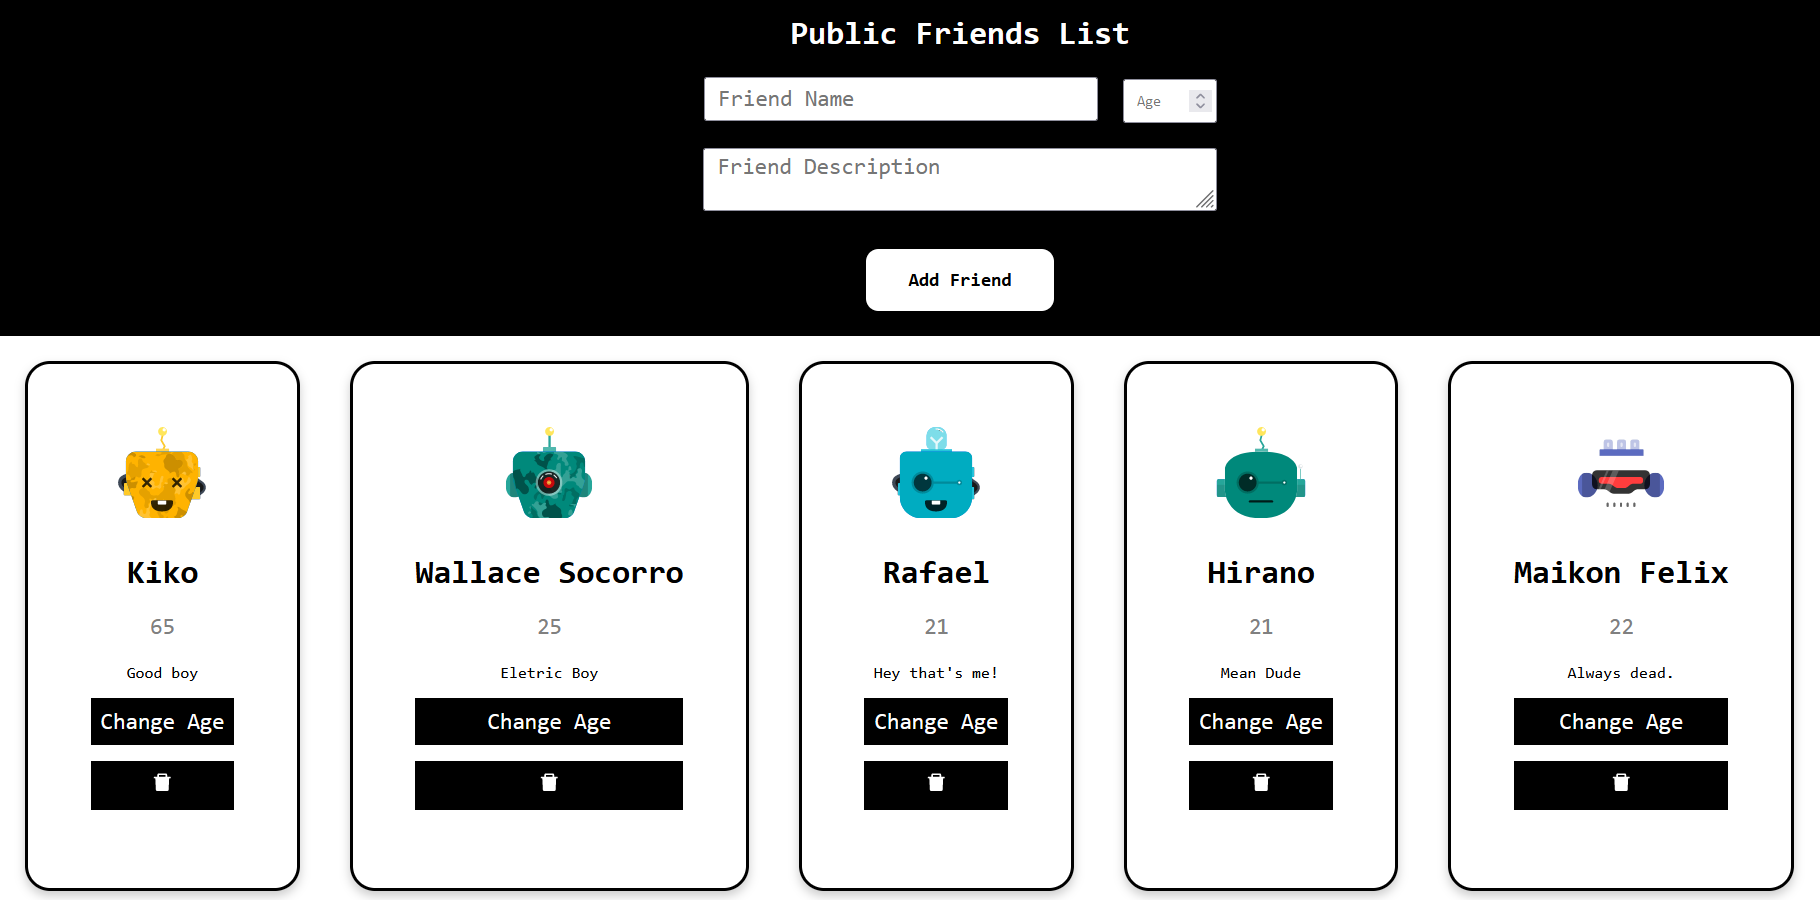 Public Friends List
Friend Name
Age
Friend Description
Add Friend
Kiko
65
Good boy
Change Age
Wallace Socorro
25
Eletric Boy
Change Age
Rafael
21
Hey that's me!
Change Age
Hirano
21
Mean Dude
Change Age
Maikon Felix
22
Always dead.
Change Age